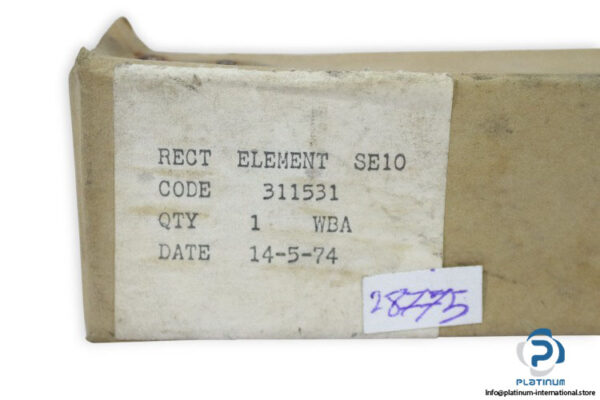 RECT ELEMENT SE10
CODE 311531
QTY 1 WBA
DATE 14-5-74
28775
PLATINUM
info@platinum-international.store